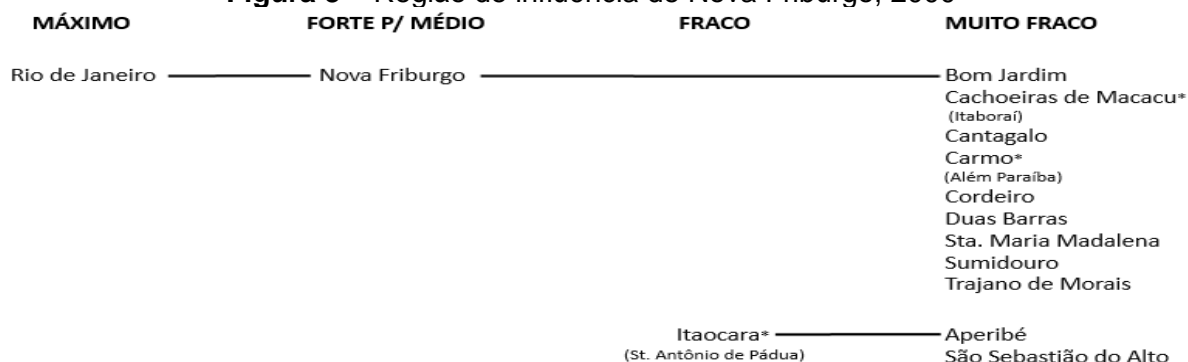 Figura – Região de influência de Nova Friburgo,
MÁXIMO FORTE P/ MÉDIO FRACO MUITO FRACO
Rio de Janeiro Nova Friburgo Bom Jardim
Cachoeiras de Macacu*
(Itaboraí)
Cantagalo
Carmo*
(Além Paraíba)
Cordeiro
Duas Barras
Sta. Maria Madalena
Sumidouro
Trajano de Morais
Itaocara* Aperibé
(St. Antônio de Pádua) São Sebastião do Alto